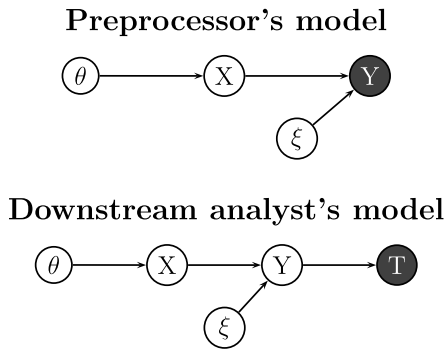 Preprocessor's model
θ X Y
ξ
Downstream analyst's model
θ X Y T
ξ